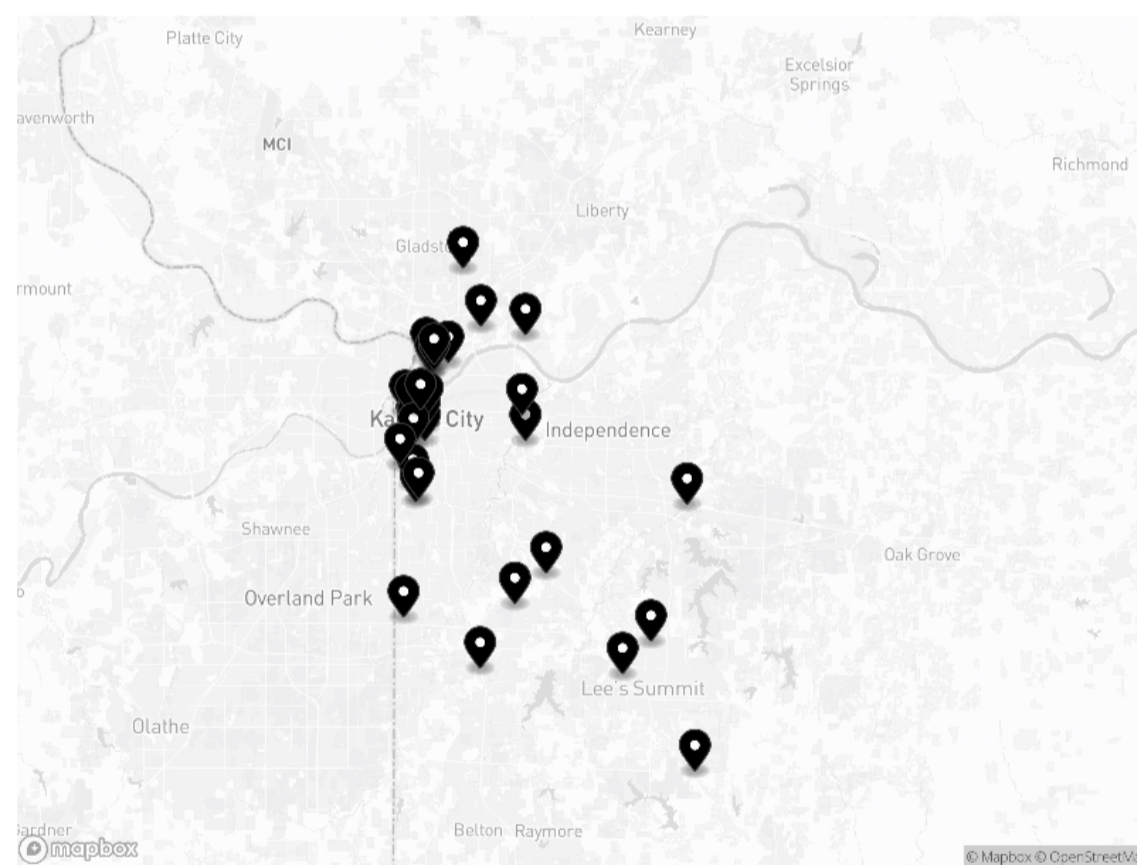 Kearney
Platte City
Excelsior
Springs
avenworth
MCI
Richmond
Liberty
Gladst
rmount
Ka City
Independence
Shawnee
Oak Grove
Overland Park
Lee's Summit
Olathe
Belton Raymore
Gardner
mapbox
© Mapbox © OpenStreetM